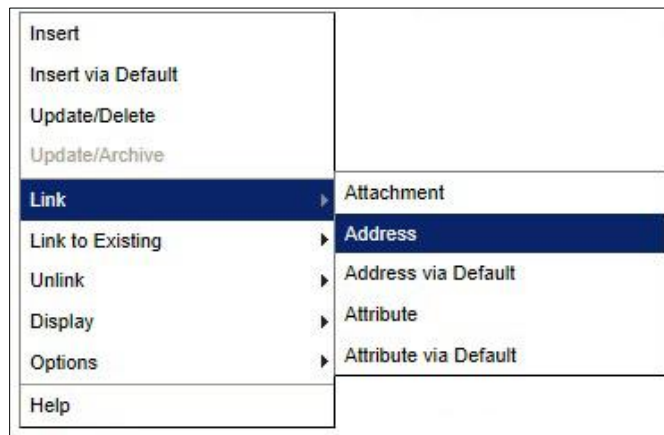 Insert
Insert via Default
Update/Delete
Update/Archive
Link
Link to Existing
Unlink
Display
Options
Help
Attachment
Address
Address via Default
Attribute
Attribute via Default